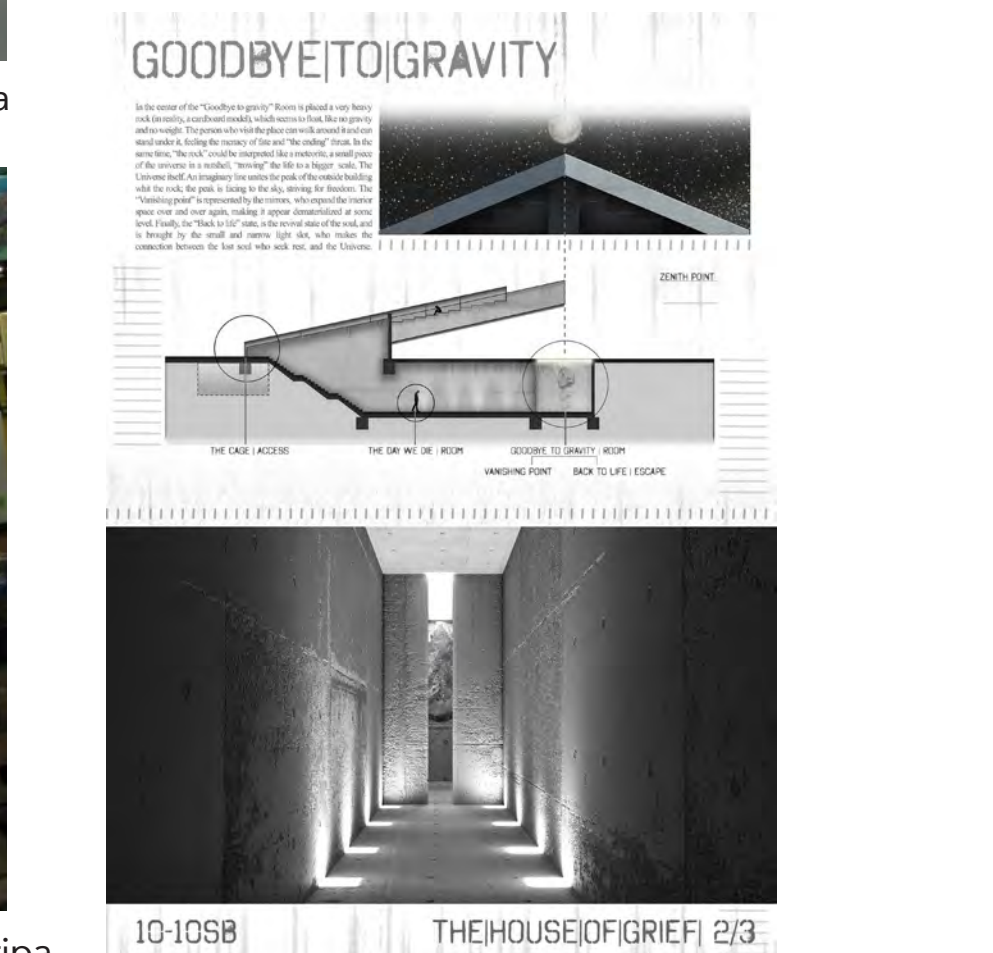 a
GOODBYE|TO|GRAVITY
In the center of the "Goodbye to gravity" Room is placed a very heavy
rock (in reality, a cardboard model), which seems to float, like no gravity
and no weight. The person who visit the place can walk around it and can
stand under it, feeling the menacy of fate and "the ending" threat. In the
same time, "the rock" could be interpreted like a meteorite, a small piece
of the universe in a nutshell, "trowing" the life to a bigger scale, The
Universe itself. An imaginary line unites the peak of the outside building
whit the rock; the peak is facing to the sky, striving for freedom. The
"Vanishing point" is represented by the mirrors, who expand the interior
space over and over again, making it appear dematerialized at some
level. Finally, the "Back to life" state, is the revival state of the soul, and
is brought by the small and narrow light slot, who makes the
connection between the lost soul who seek rest, and the Universe.
ZENITH POINT
THE CAGE | ACCESS
THE DAY WE DIE | ROOM
GOODBYE TO GRAVITY | ROOM
VANISHING POINT
BACK TO LIFE | ESCAPE
10-10SB
THE|HOUSE|OF|GRIEF| 2/3